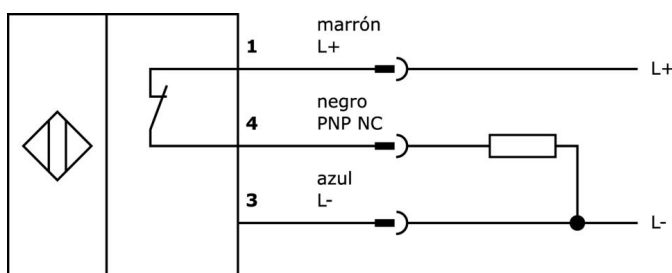 marrón
1 L+
L+
negro
4 PNP NC
azul
3 L-
L-